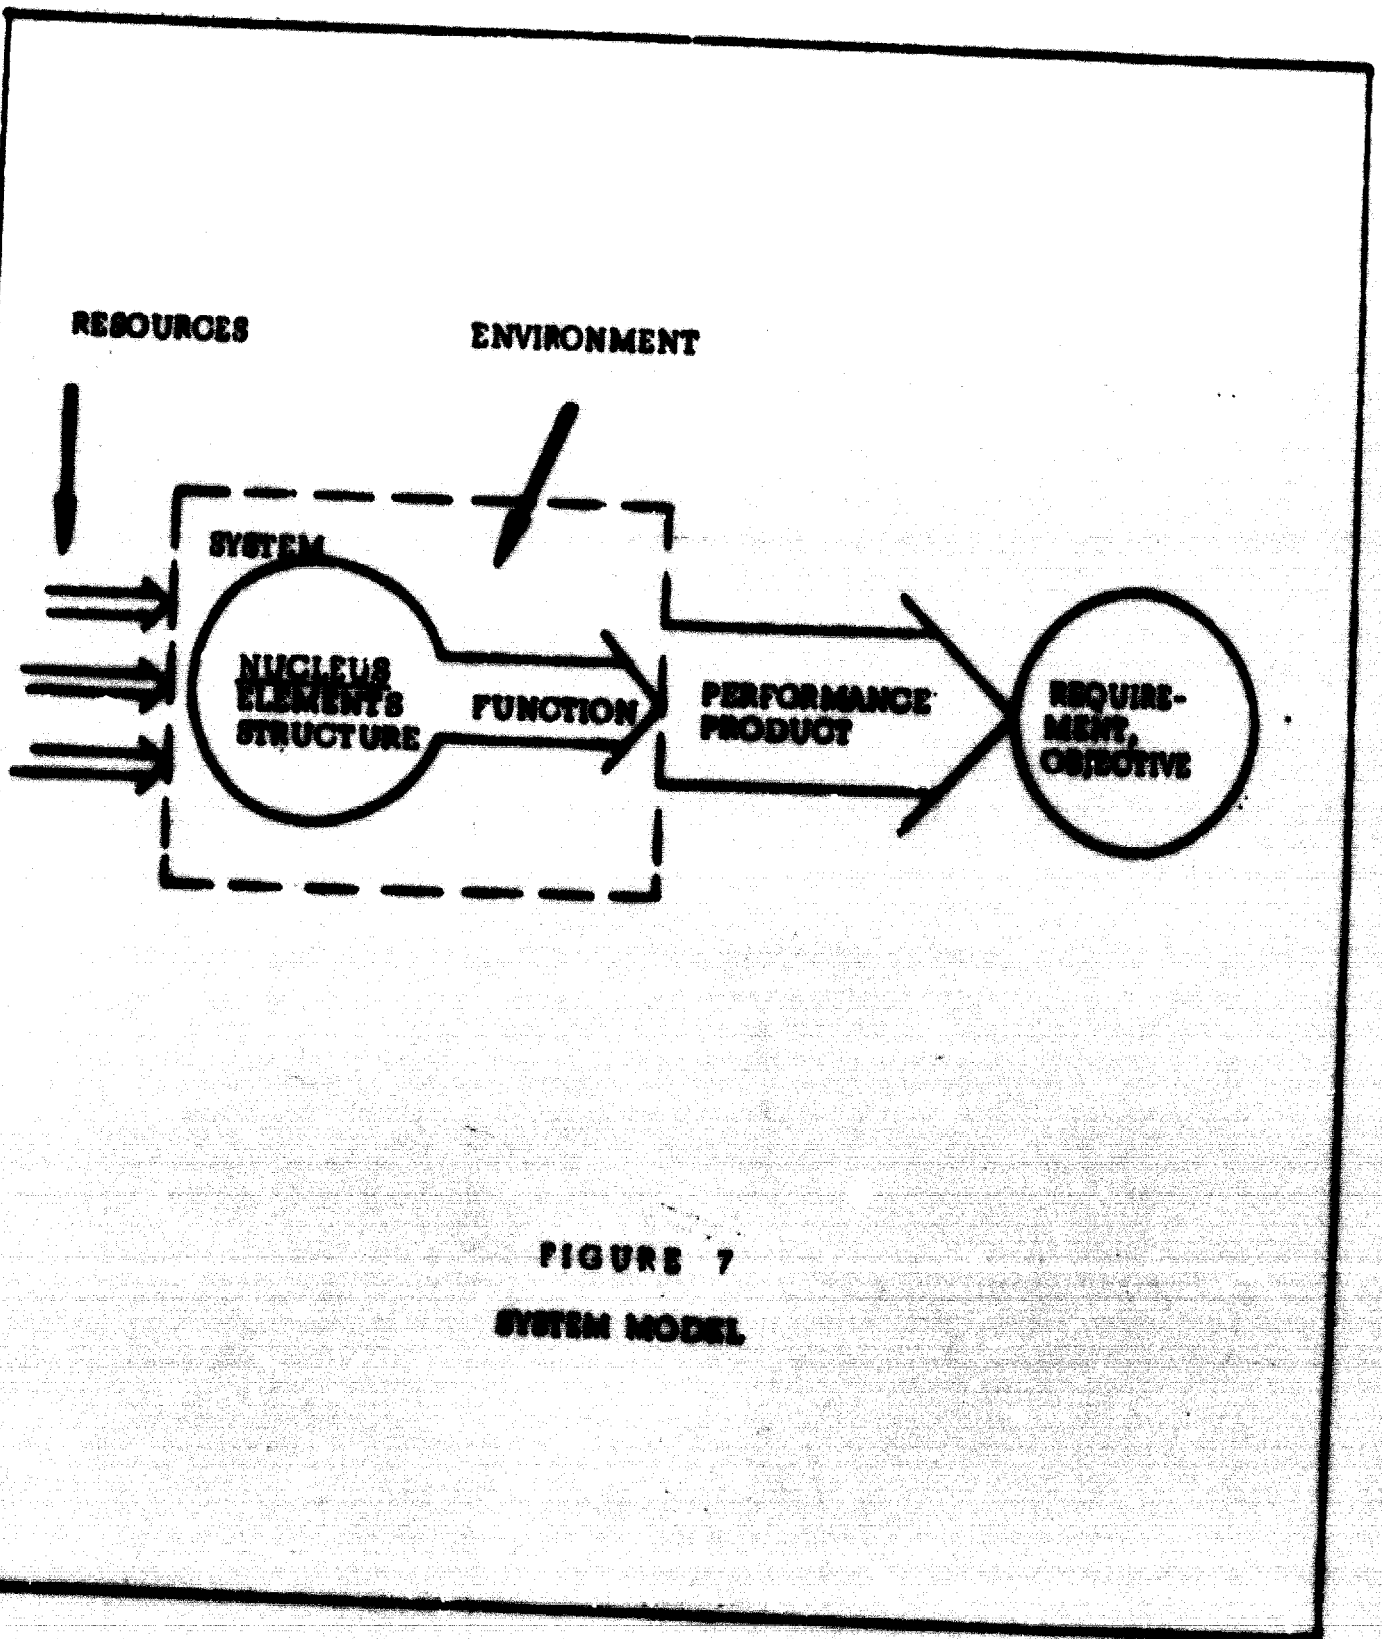 RESOURCES
ENVIRONMENT
SYSTEM
NUCLEUS
ELEMENTS
STRUCTURE
FUNCTION
PERFORMANCE
PRODUCT
REQUIRE-
MENT,
OBJECTIVE
FIGURE 7
SYSTEM MODEL